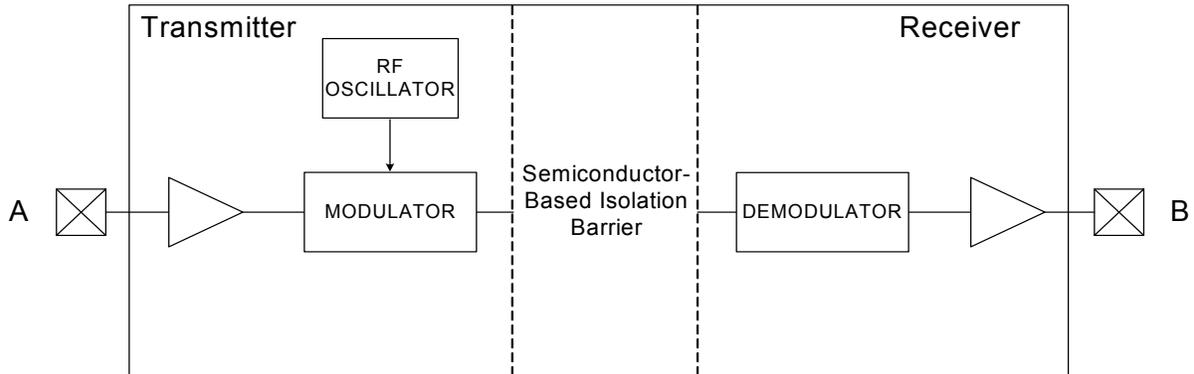 Transmitter
Receiver
RF
OSCILLATOR
A
MODULATOR
Semiconductor-
Based Isolation
Barrier
DEMODULATOR
B